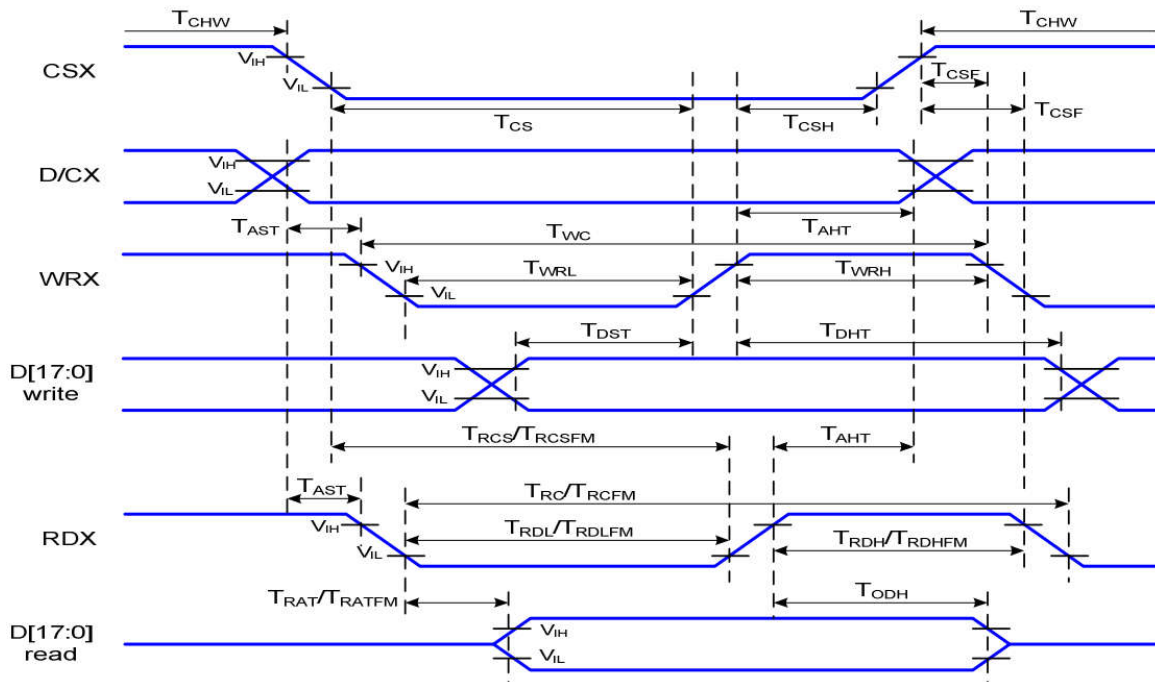 TCHW TCHW
CSX VIH VIL TCSF
TCS TCSH TCSF
D/CX VIH VIL
TAST TWC TAHT
WRX VIH VIL TWRL TWRH
TDST TDHT
D[17:0]
write VIH VIL
TRCS/TRCSFM TAHT
TAST TRC/TRCFM
RDX VIH VIL TRDL/TRDLFM TRDH/TRDHFM
TRAT/TRATFM TODH
D[17:0]
read VIH VIL